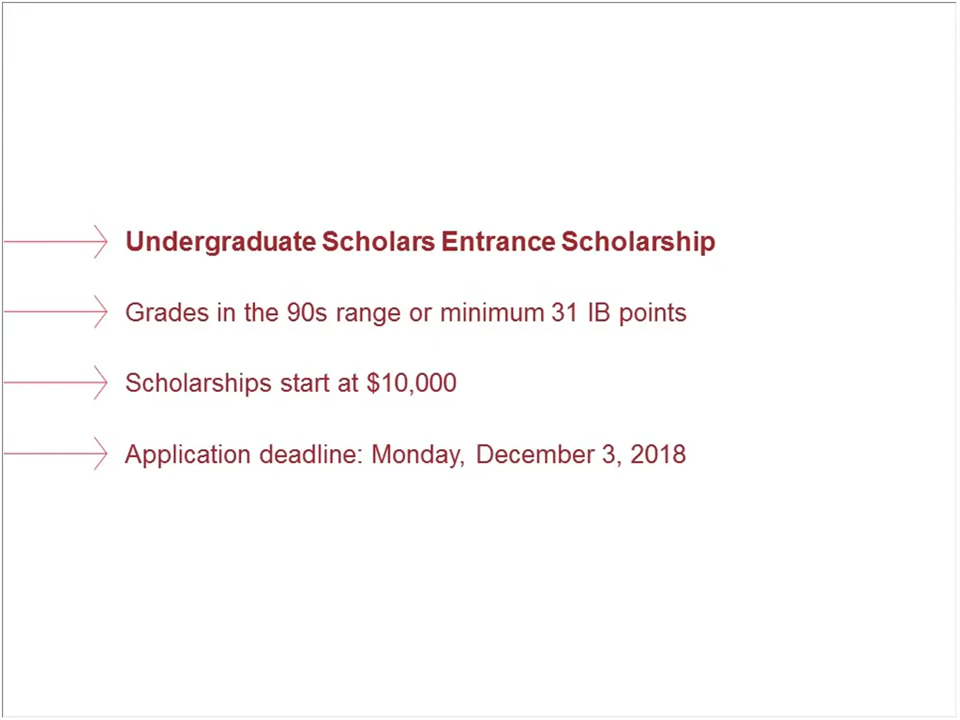 Undergraduate Scholars Entrance Scholarship
Grades in the 90s range or minimum 31 IB points
Scholarships start at $10,000
Application deadline: Monday, December 3, 2018